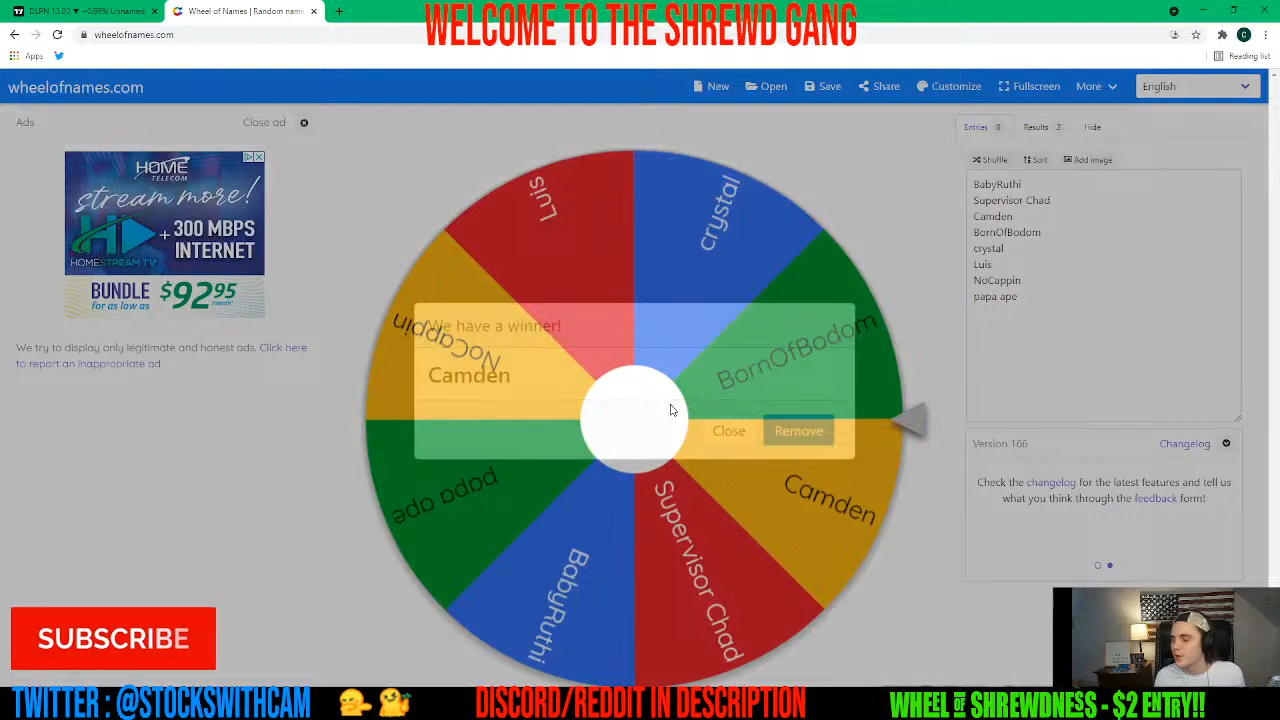 DLPN 13.03 ▼ −0.99% Unnamed
Wheel of Names | Random name
WELCOME TO THE SHREWD GANG
wheelofnames.com
Apps
Reading list
wheelofnames.com
New
Open
Save
Share
Customize
Fullscreen
More
English
Ads
Close ad
HOME
TELECOM
stream more!
+ 300 MBPS
INTERNET
HOMESTREAM TV
BUNDLE
for as low as
$92.95
/month
We try to display only legitimate and honest ads. Click here
to report an inappropriate ad
Luis
crystal
BornOfBodom
Camden
Supervisor Chad
BabyRuthi
papa ape
NoCappin
We have a winner!
Camden
Close
Remove
Entries 8
Results 3
Hide
Shuffle
Sort
Add image
BabyRuthi
Supervisor Chad
Camden
BornOfBodom
crystal
Luis
NoCappin
papa ape
Version 166
Changelog
Check the changelog for the latest features and tell us
what you think through the feedback form!
SUBSCRIBE
TWITTER : @STOCKSWITHCAM
DISCORD/REDDIT IN DESCRIPTION
WHEEL OF SHREWDNESS - $2 ENTRY!!